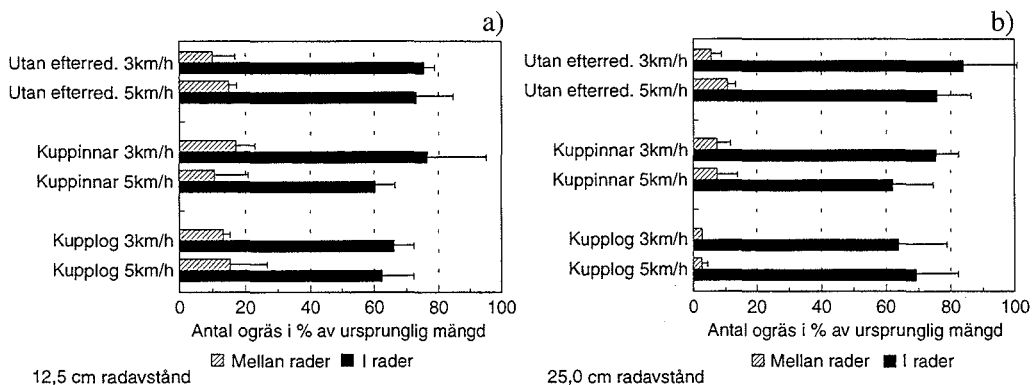 a)
Utan efterred. 3km/h
Utan efterred. 5km/h
Kuppinnar 3km/h
Kuppinnar 5km/h
Kupplog 3km/h
Kupplog 5km/h
0 20 40 60 80 100
Antal ogräs i % av ursprunglig mängd
Mellan rader I rader
12,5 cm radavstånd
b)
Utan efterred. 3km/h
Utan efterred. 5km/h
Kuppinnar 3km/h
Kuppinnar 5km/h
Kupplog 3km/h
Kupplog 5km/h
0 20 40 60 80 100
Antal ogräs i % av ursprunglig mängd
Mellan rader I rader
25,0 cm radavstånd